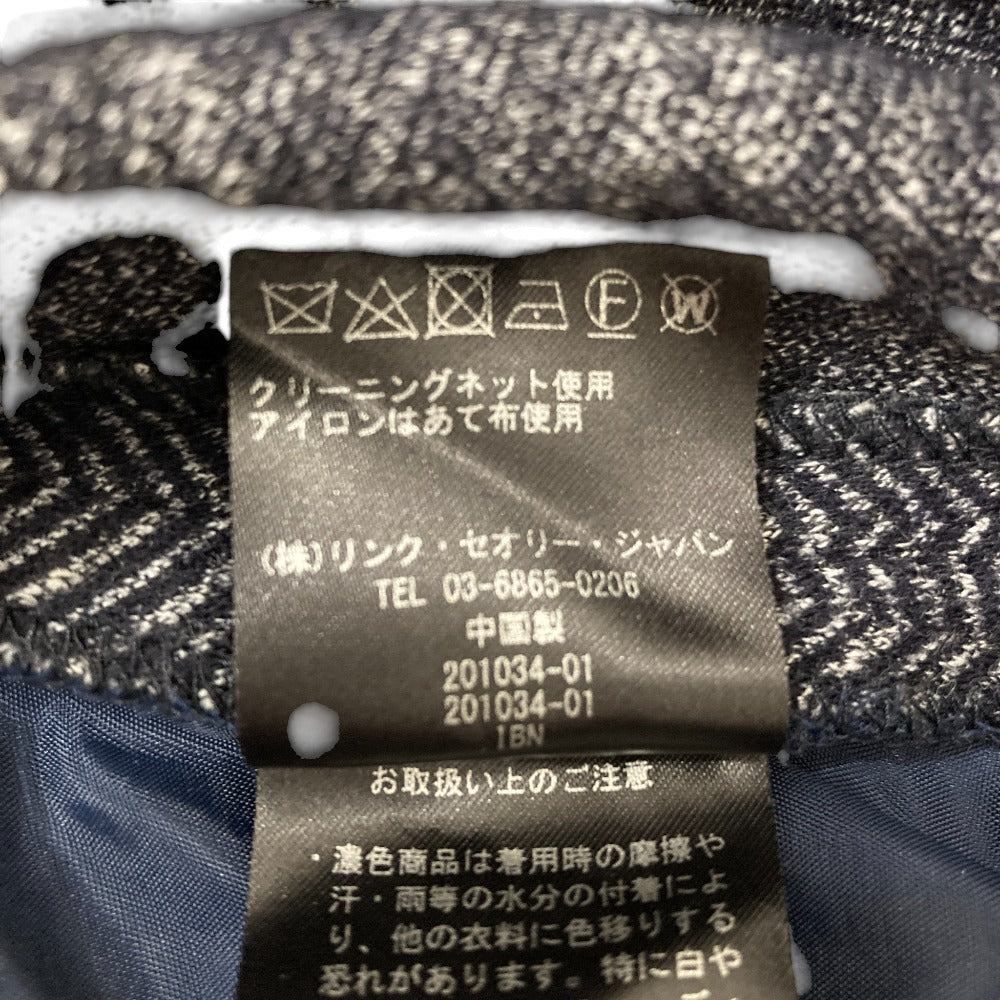 F W
クリーニングネット使用
アイロンはあて布使用
(株)リンク・セオリー・ジャパン
TEL 03-6865-0206
中国製
201034-01
201034-01
IBN
お取扱い上のご注意
・濃色商品は着用時の摩擦や
汗・雨等の水分の付着によ
り、他の衣料に色移りする
恐れがあります。特に白や